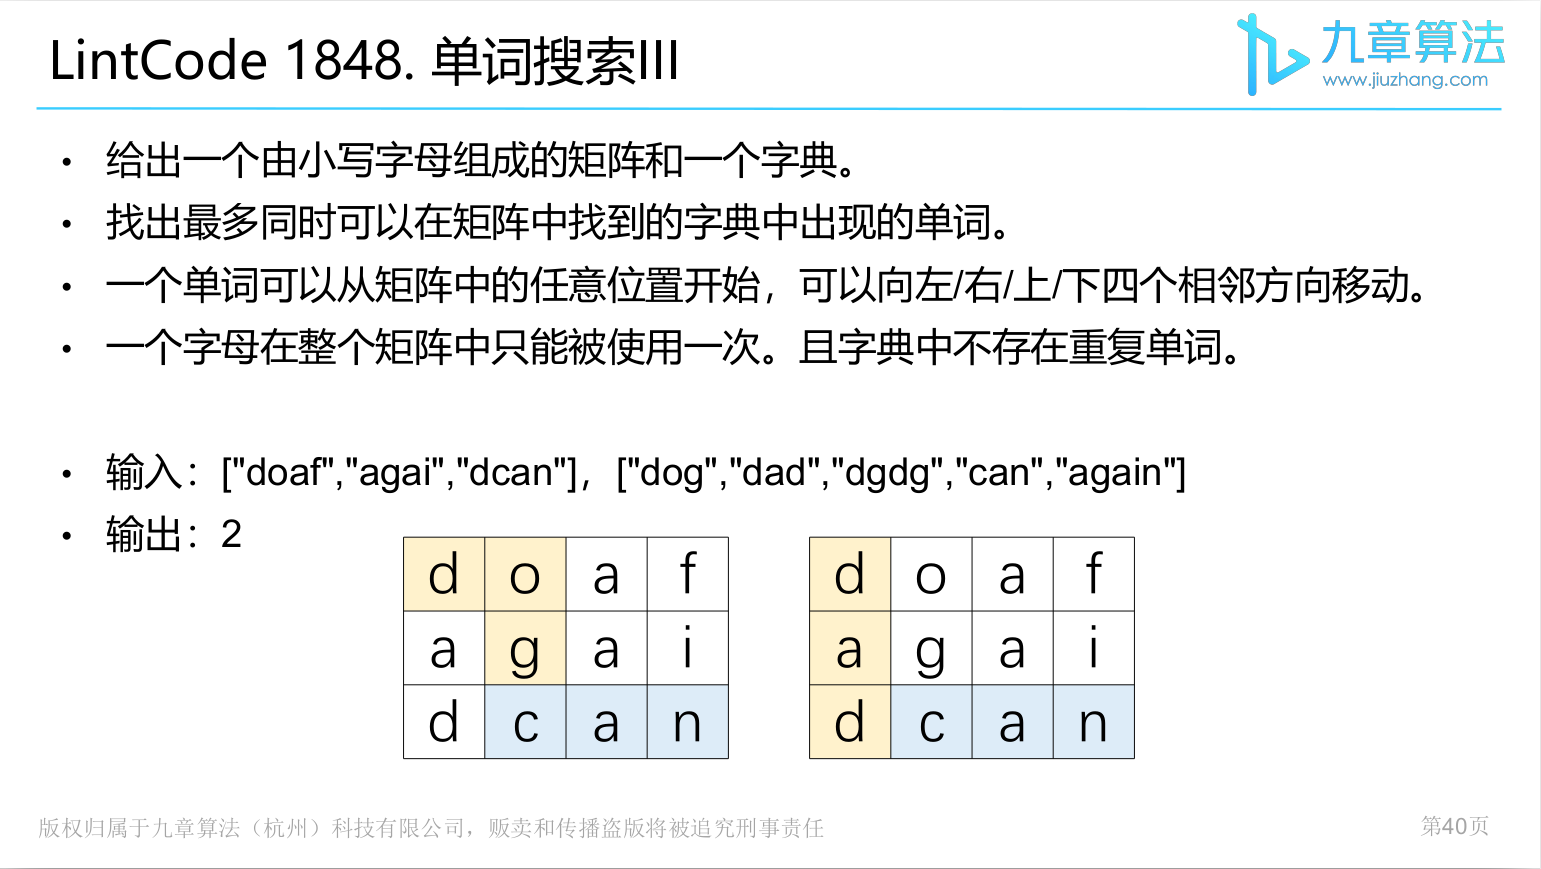 LintCode 1848. 单词搜索III
九章算法
www.jiuzhang.com
• 给出一个由小写字母组成的矩阵和一个字典。
• 找出最多同时可以在矩阵中找到的字典中出现的单词。
• 一个单词可以从矩阵中的任意位置开始，可以向左/右/上/下四个相邻方向移动。
• 一个字母在整个矩阵中只能被使用一次。且字典中不存在重复单词。
• 输入：["doaf","agai","dcan"]，["dog","dad","dgdg","can","again"]
• 输出：2
d o a f
a g a i
d c a n
d o a f
a g a i
d c a n
版权归属于九章算法（杭州）科技有限公司，贩卖和传播盗版将被追究刑事责任
第40页